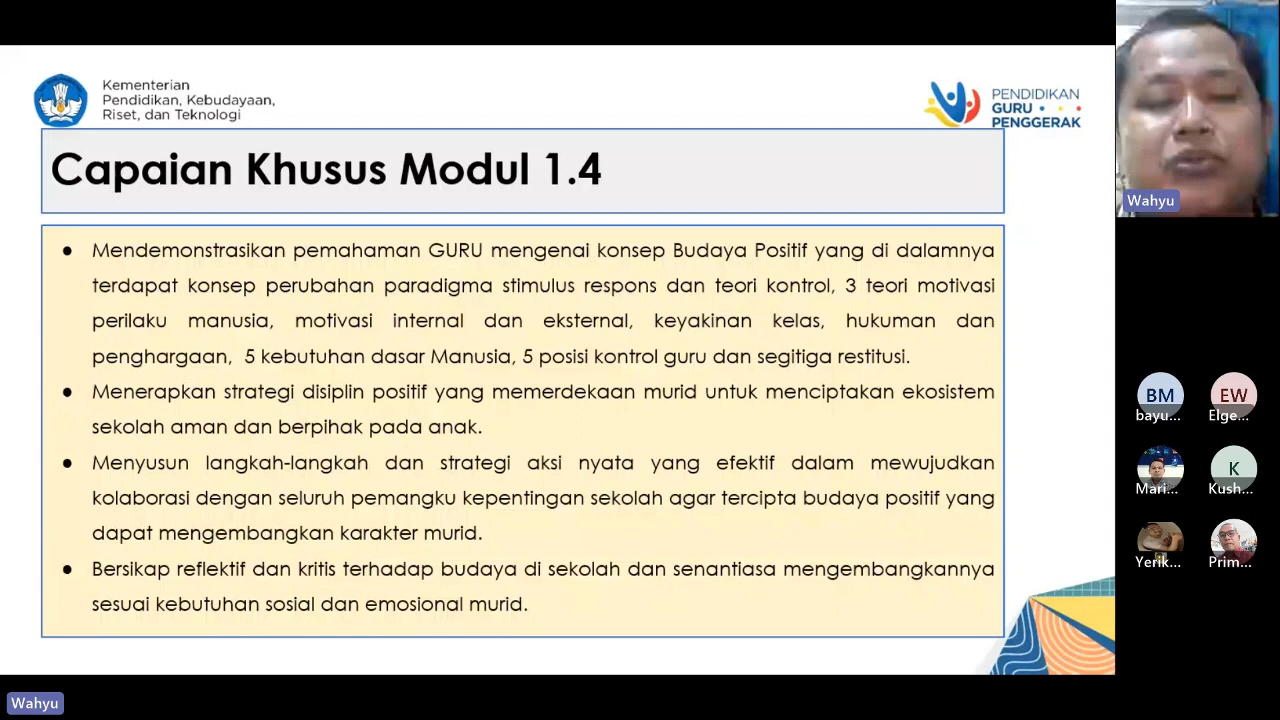 Kementerian
Pendidikan, Kebudayaan,
Riset, dan Teknologi
PENDIDIKAN
GURU
PENGGERAK
Capaian Khusus Modul 1.4
● Mendemonstrasikan pemahaman GURU mengenai konsep Budaya Positif yang di dalamnya
terdapat konsep perubahan paradigma stimulus respons dan teori kontrol, 3 teori motivasi
perilaku manusia, motivasi internal dan eksternal, keyakinan kelas, hukuman dan
penghargaan, 5 kebutuhan dasar Manusia, 5 posisi kontrol guru dan segitiga restitusi.
● Menerapkan strategi disiplin positif yang memerdekaan murid untuk menciptakan ekosistem
sekolah aman dan berpihak pada anak.
● Menyusun langkah-langkah dan strategi aksi nyata yang efektif dalam mewujudkan
kolaborasi dengan seluruh pemangku kepentingan sekolah agar tercipta budaya positif yang
dapat mengembangkan karakter murid.
● Bersikap reflektif dan kritis terhadap budaya di sekolah dan senantiasa mengembangkannya
sesuai kebutuhan sosial dan emosional murid.
Wahyu
BM
bayu...
EW
Elge...
Mari...
K
Kush...
Yerik...
Prim...
Wahyu